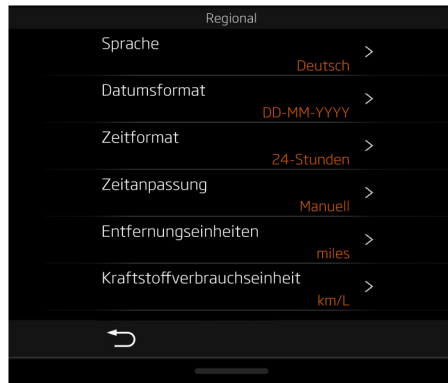 Regional
Sprache
Deutsch
Datumsformat
DD-MM-YYYY
Zeitformat
24-Stunden
Zeitanpassung
Manuell
Entfernungseinheiten
miles
Kraftstoffverbrauchseinheit
km/L